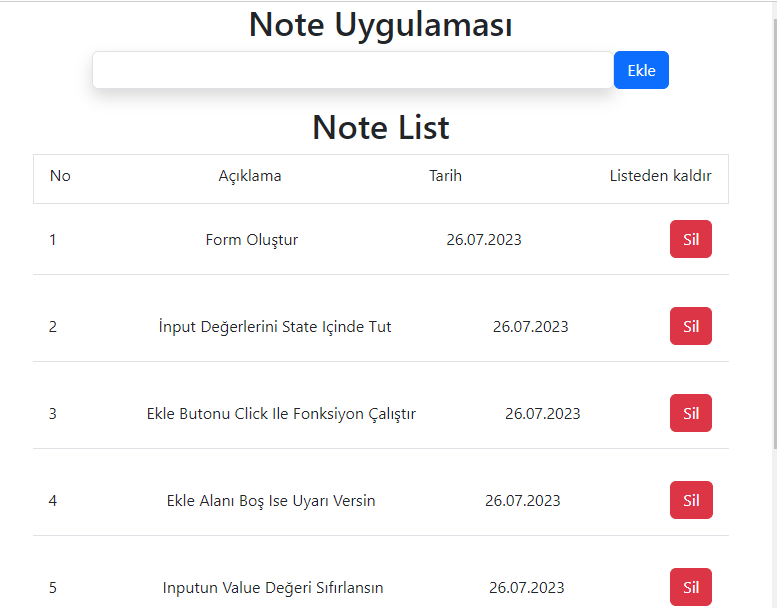 Note Uygulaması
Ekle
Note List
No Açıklama Tarih Listeden kaldır
1 Form Oluştur 26.07.2023 Sil
2 İnput Değerlerini State Içinde Tut 26.07.2023 Sil
3 Ekle Butonu Click Ile Fonksiyon Çalıştır 26.07.2023 Sil
4 Ekle Alanı Boş Ise Uyarı Versin 26.07.2023 Sil
5 Inputun Value Değeri Sıfırlansın 26.07.2023 Sil